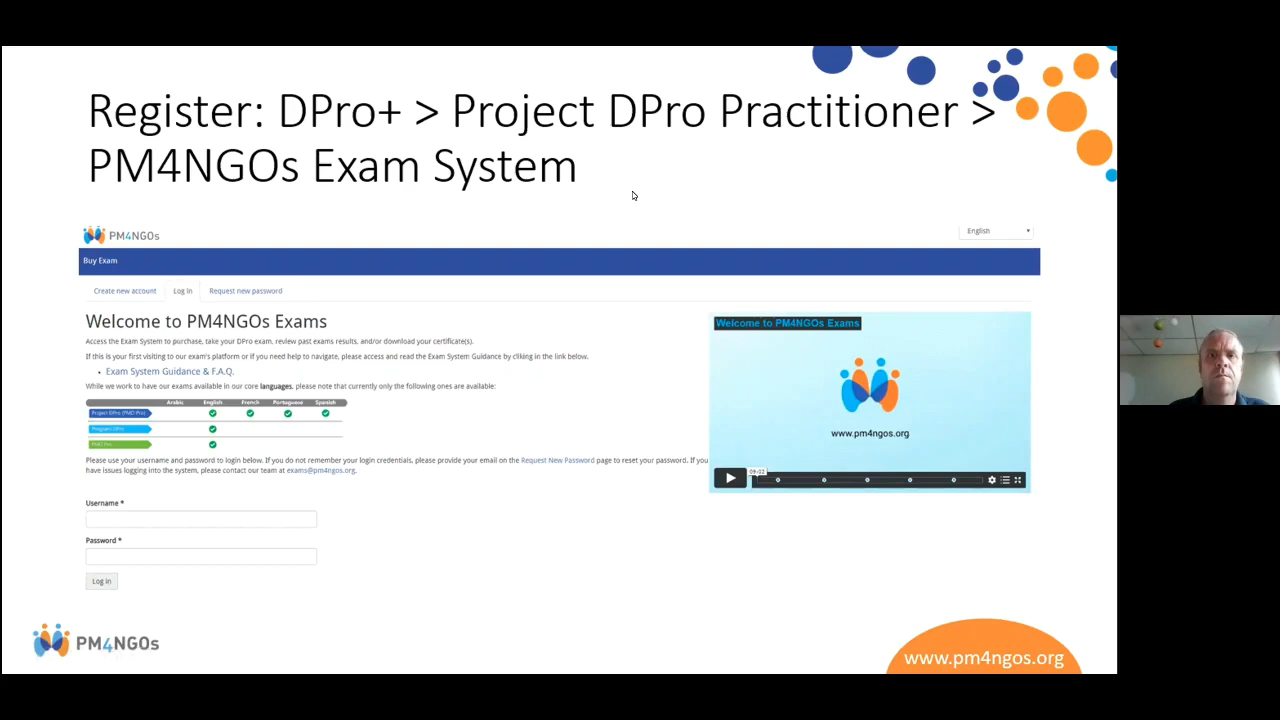 Register: DPro+ > Project DPro Practitioner >
PM4NGOs Exam System
PM4NGOs
English
Buy Exam
Create new account
Log In
Request new password
Welcome to PM4NGOs Exams
Access the Exam System to purchase, take your DPro exam, review past exams results, and/or download your certificate(s).
If this is your first visiting to our exam's platform or if you need help to navigate, please access and read the Exam System Guidance by cliking in the link below.
Exam System Guidance & F.A.Q.
While we work to have our exams available in our core languages, please note that currently only the following ones are available:
Arabic English French Portuguese Spanish
Project DPro (PMD Pro)
Program DPro
Please use your username and password to login below. If you do not remember your login credentials, please provide your email on the Request New Password page to reset your password. If you
have issues logging into the system, please contact our team at exams@pm4ngos.org.
Username *
Password *
Log in
Welcome to PM4NGOs Exams
www.pm4ngos.org
PM4NGOs
www.pm4ngos.org